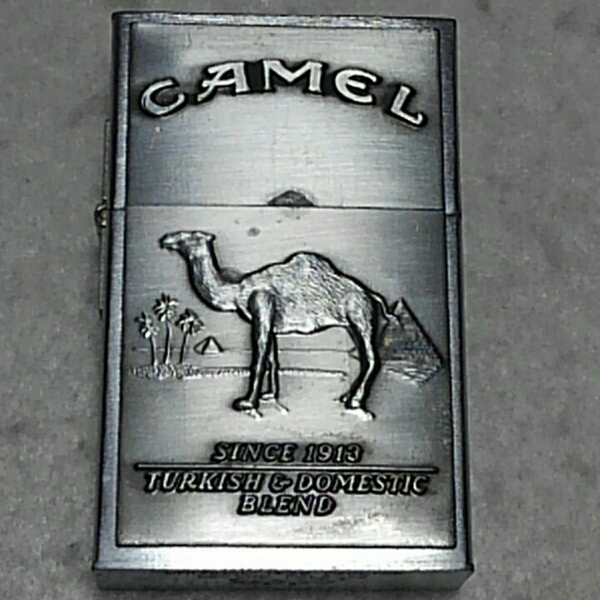 CAMEL
SINCE 1913
TURKISH & DOMESTIC
BLEND